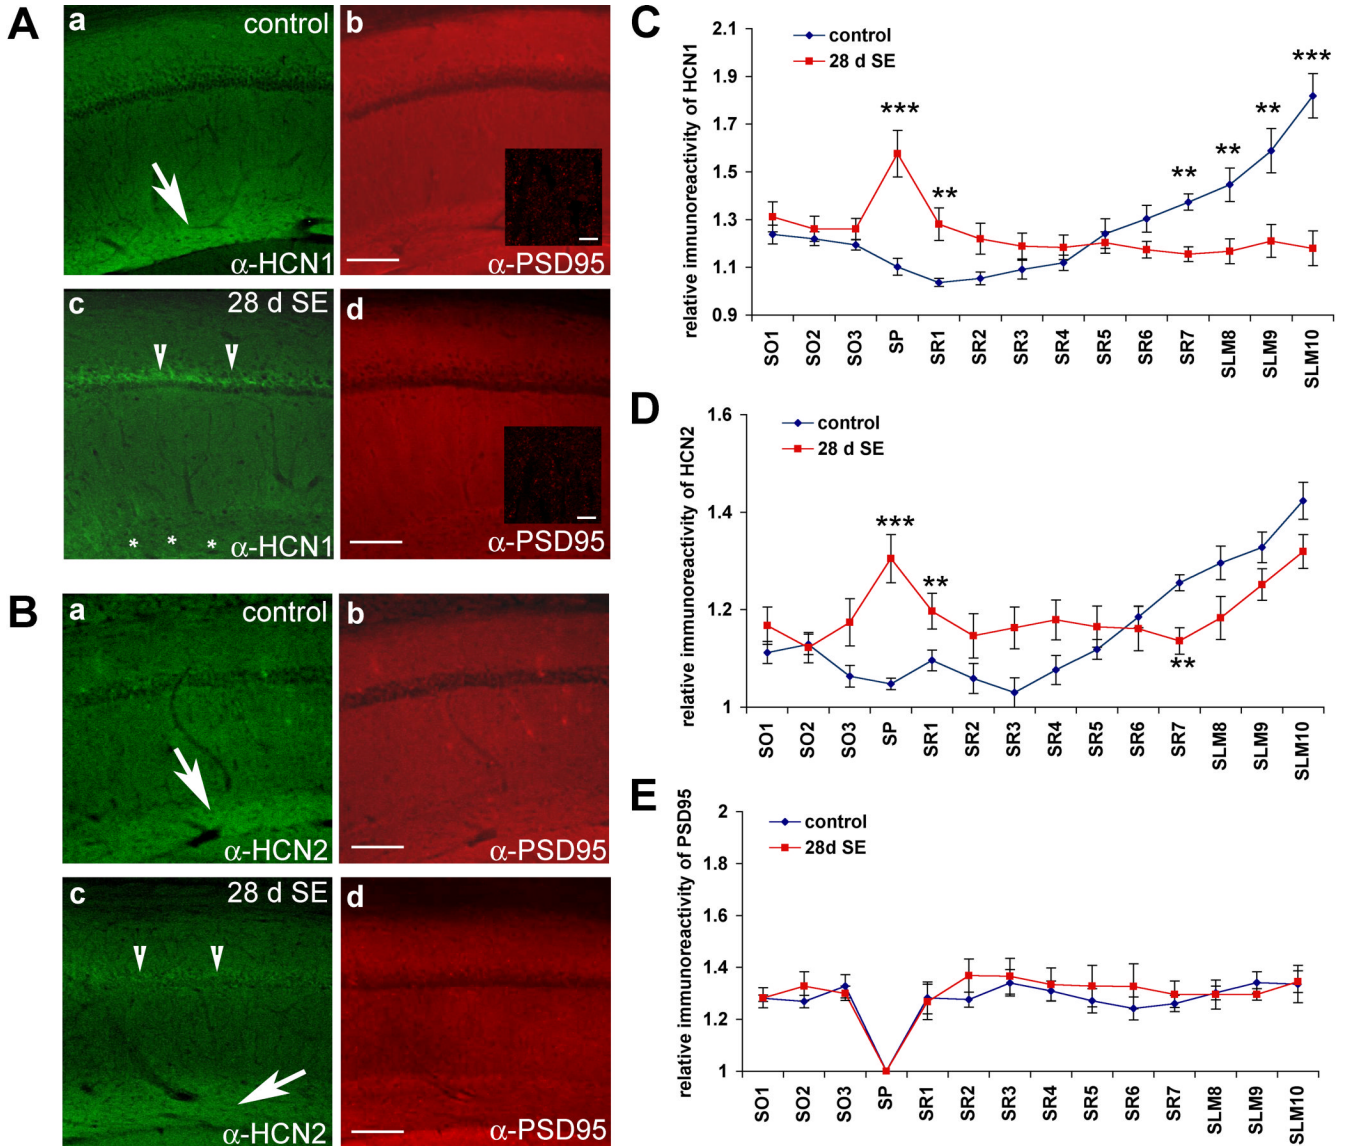 A
a
control
α-HCN1
b
α-PSD95
c
28 d SE
* * *
α-HCN1
d
α-PSD95
B
a
control
α-HCN2
b
α-PSD95
c
28 d SE
α-HCN2
d
α-PSD95
C
relative immunoreactivity of HCN1
2.1
1.9
1.7
1.5
1.3
1.1
0.9
control
28 d SE
***
**
**
**
**
***
SO1 SO2 SO3 SP SR1 SR2 SR3 SR4 SR5 SR6 SR7 SLM8 SLM9 SLM10
D
relative immunoreactivity of HCN2
1.6
1.4
1.2
1
control
28 d SE
***
**
**
SO1 SO2 SO3 SP SR1 SR2 SR3 SR4 SR5 SR6 SR7 SLM8 SLM9 SLM10
E
relative immunoreactivity of PSD95
2
1.8
1.6
1.4
1.2
1
control
28d SE
SO1 SO2 SO3 SP SR1 SR2 SR3 SR4 SR5 SR6 SR7 SLM8 SLM9 SLM10